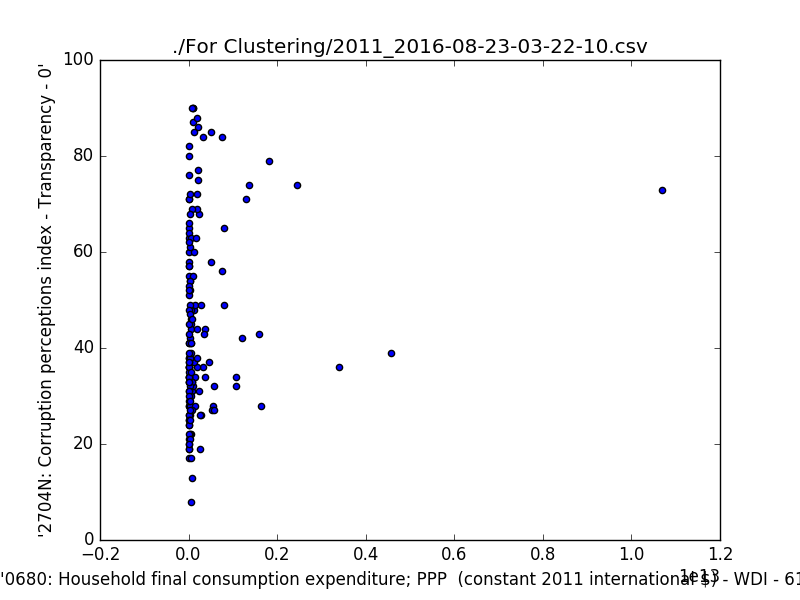 ./For Clustering/2011_2016-08-23-03-22-10.csv
'2704N: Corruption perceptions index - Transparency - 0'
100
80
60
40
20
0
−0.2 0.0 0.2 0.4 0.6 0.8 1.0 1.2
1e13
'0680: Household final consumption expenditure; PPP (constant 2011 international $) - WDI - 61